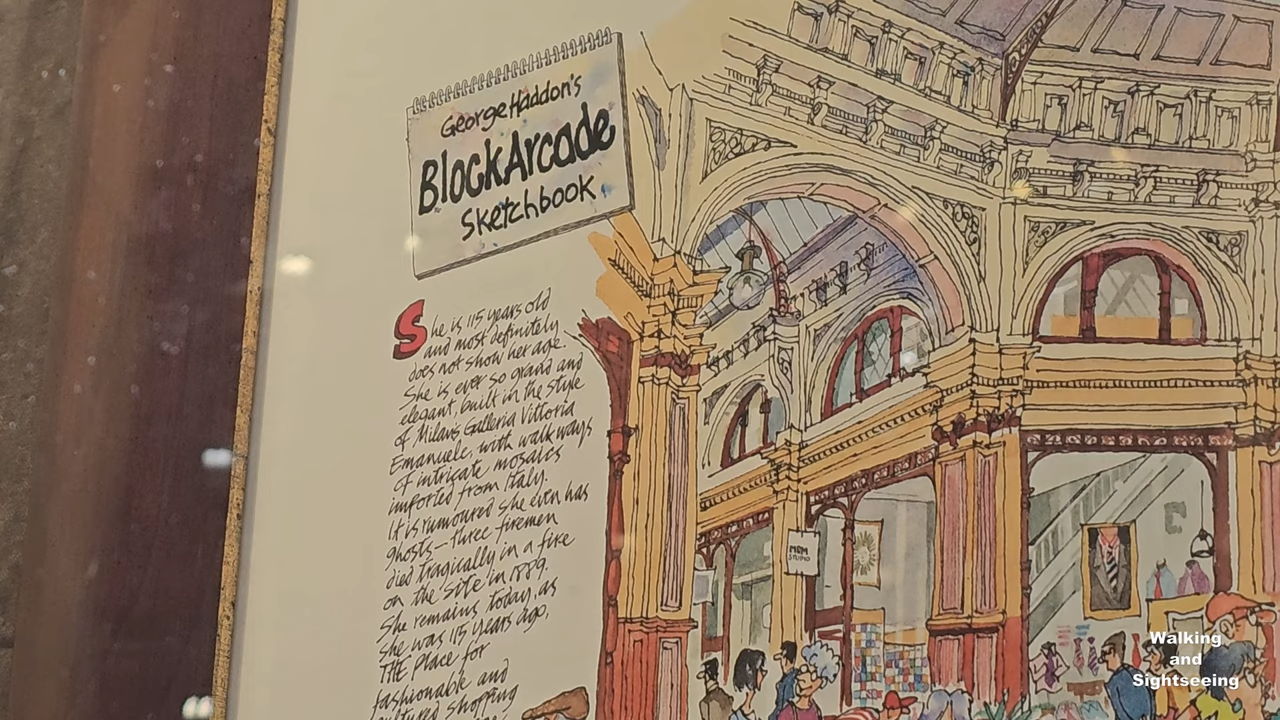 George Haddon's
BlockArcade
Sketchbook
She is 115 years old
and most definitely
does not show her age.
She is ever so grand and
elegant, built in the style
of Milan's Galleria Vittoria
Emanuele, with walkways
of intricate mosaics
imported from Italy.
It is rumoured she even has
ghosts — three firemen
died tragically in a fire
on the site in 1889.
She remains today, as
she was 115 years ago,
THE place for
fashionable and
cultured shopping
M&M
STUDIO
Walking
and
Sightseeing